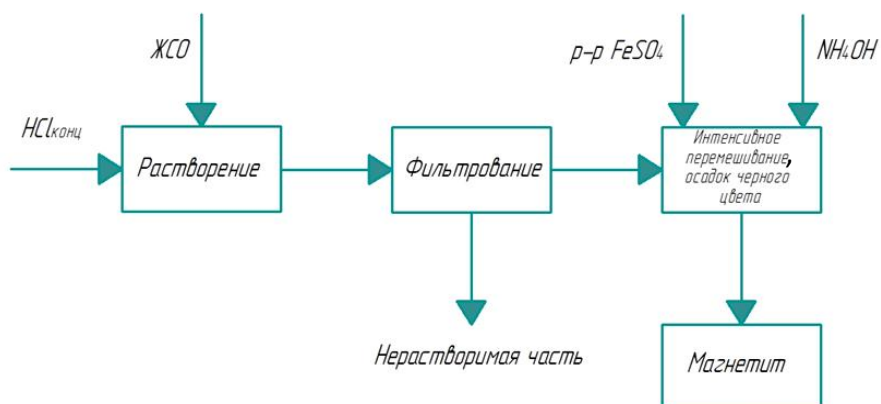 ЖСО
р-р FeSO₄
NH₄OH
HClконц
Растворение
Фильтрование
Интенсивное
перемешивание,
осадок черного
цвета
Нерастворимая часть
Магнетит